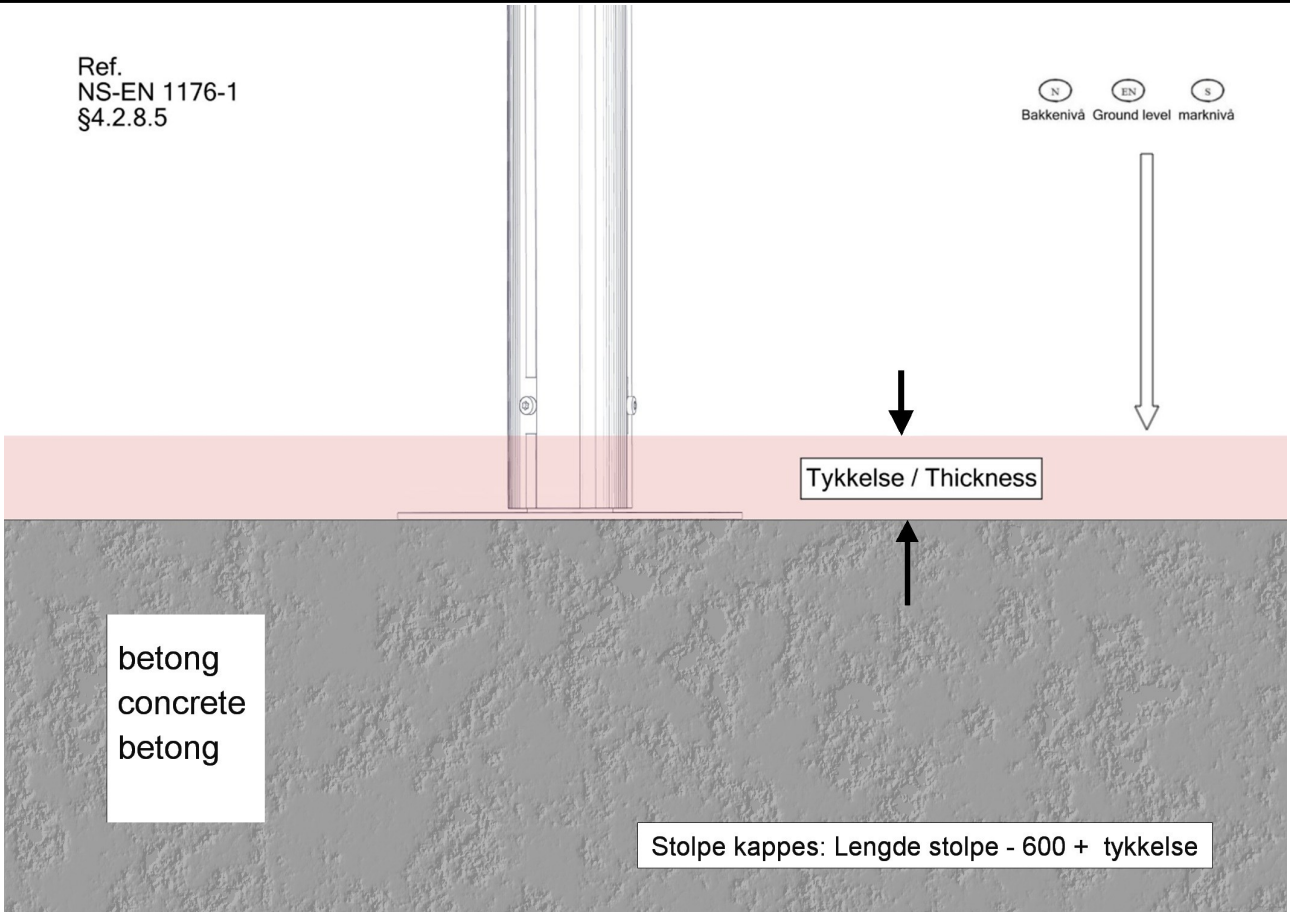 Ref.
NS-EN 1176-1
§4.2.8.5
N EN S
Bakkenivå Ground level marknivå
Tykkelse / Thickness
betong
concrete
betong
Stolpe kappes: Lengde stolpe - 600 + tykkelse